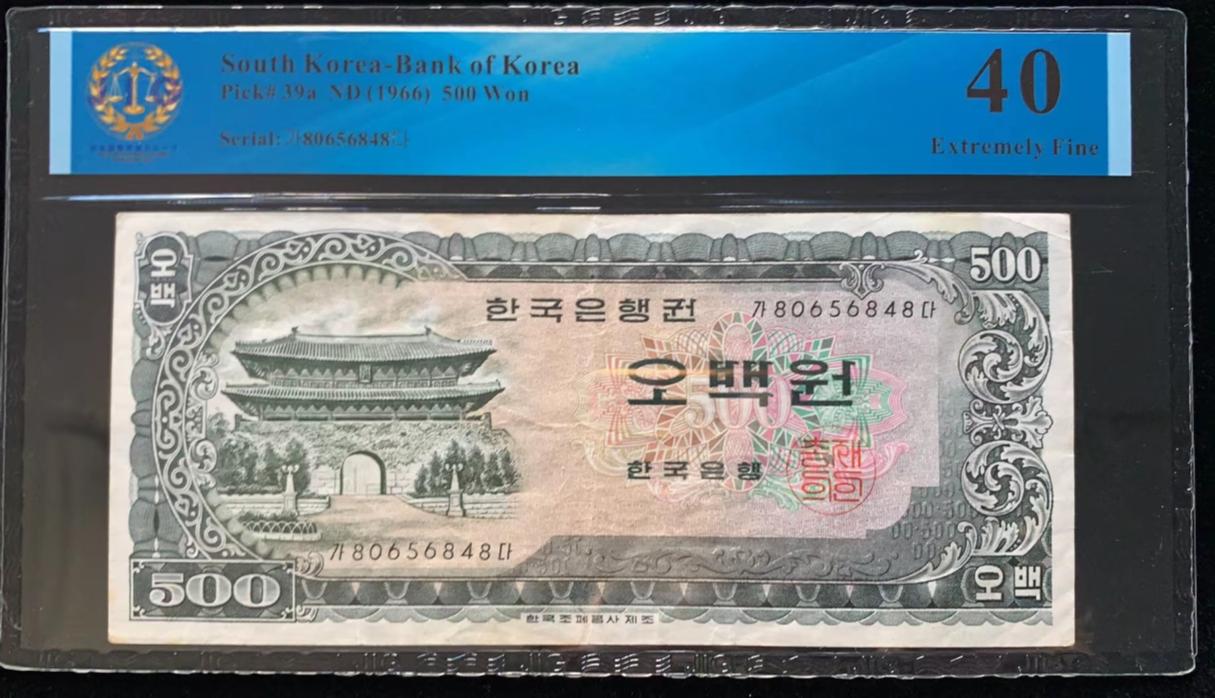 South Korea-Bank of Korea
Pick# 39a ND (1966) 500 Won
Serial: 가80656848다
40
Extremely Fine
오백
500
한국은행권
가80656848다
오백원
500
한국은행
총재의인
가80656848다
500
오백
한국조폐공사제조